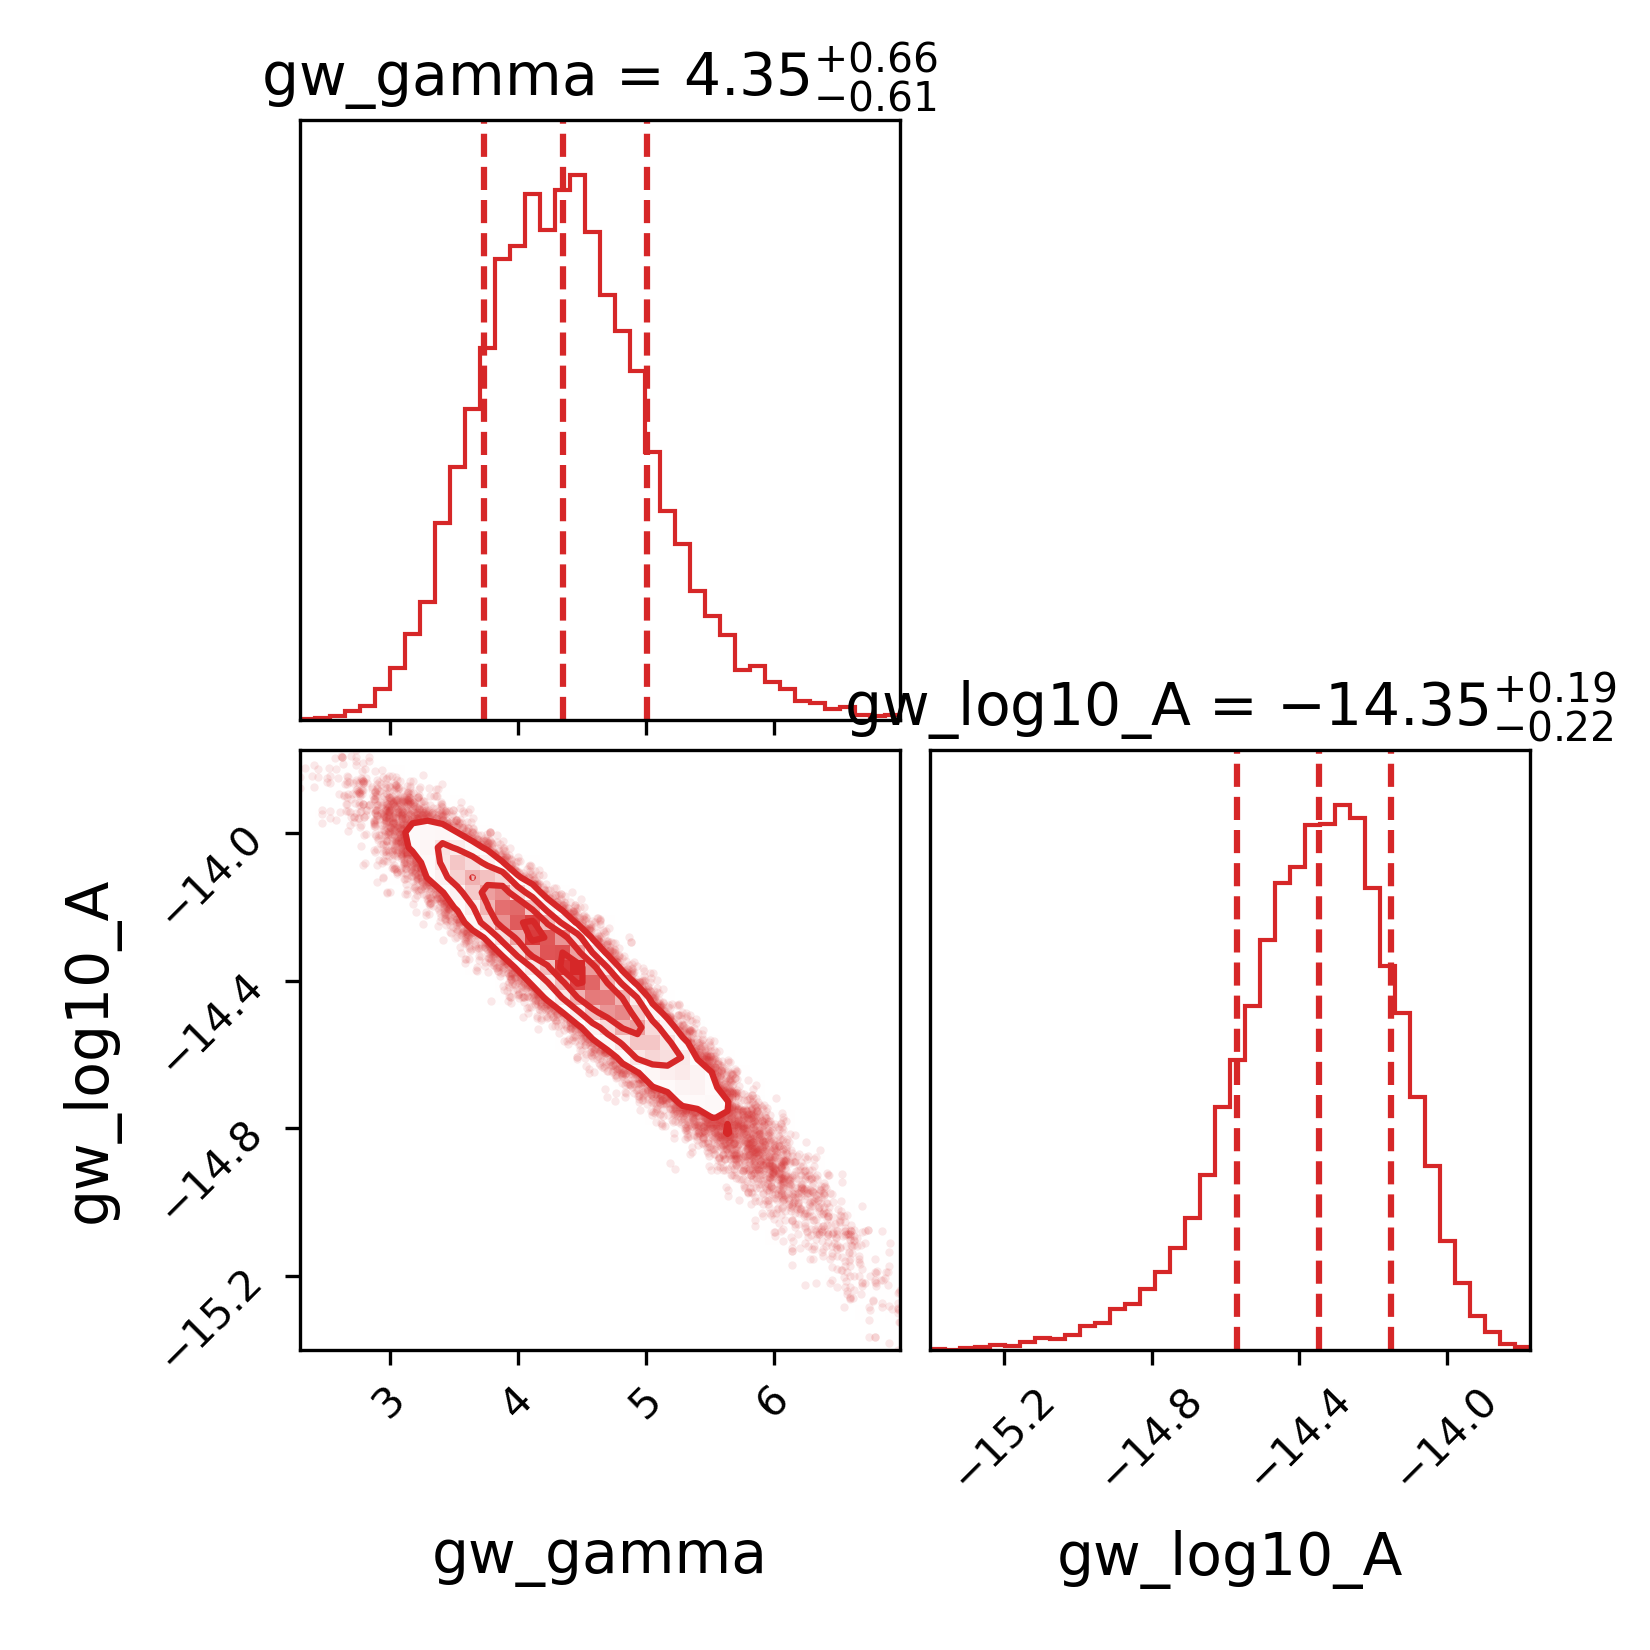 gw_gamma = 4.35 +0.66 −0.61
gw_log10_A = −14.35 +0.19 −0.22
gw_log10_A
−14.0
−14.4
−14.8
−15.2
3 4 5 6
−15.2 −14.8 −14.4 −14.0
gw_gamma
gw_log10_A